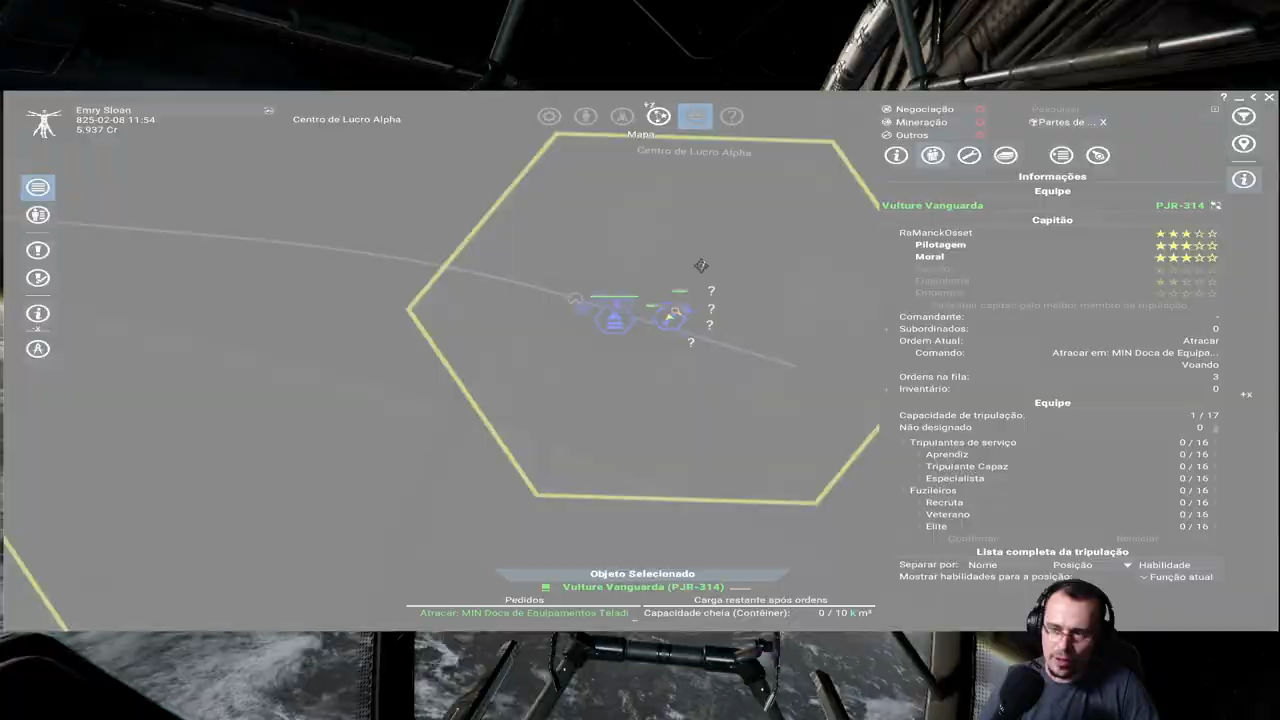 Emry Sloan
825-02-08 11:54
5.937 Cr
Centro de Lucro Alpha
+z
?
Mapa
Centro de Lucro Alpha
?
?
?
?
-x
+x
? _ < X
Negociação
Mineração
Outros
Pesquisar
Partes de ... X
Informações
Equipe
Vulture Vanguarda PJR-314
Capitão
RaManckOsset
Pilotagem
Moral
Engenharia
Comandante: -
Subordinados: 0
Ordem Atual: Atracar
Comando: Atracar em: MIN Doca de Equipa...
Voando
Ordens na fila: 3
Inventário: 0
Equipe
Capacidade de tripulação: 1 / 17
Não designado 0
Tripulantes de serviço 0 / 16
Aprendiz 0 / 16
Tripulante Capaz 0 / 16
Especialista 0 / 16
Fuzileiros 0 / 16
Recruta 0 / 16
Veterano 0 / 16
Elite 0 / 16
Confirmar Reiniciar
Lista completa da tripulação
Separar por: Nome Posição Habilidade
Mostrar habilidades para a posição: Função atual
Objeto Selecionado
Vulture Vanguarda (PJR-314)
Pedidos Carga restante após ordens
Atracar: MIN Doca de Equipamentos Teladi Capacidade cheia (Contêiner): 0 / 10 k m³